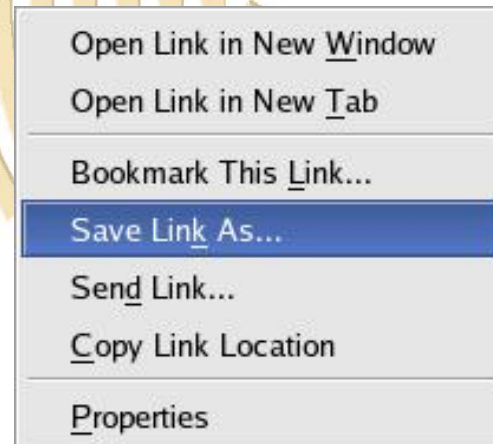 Open Link in New Window
Open Link in New Tab
Bookmark This Link...
Save Link As...
Send Link...
Copy Link Location
Properties